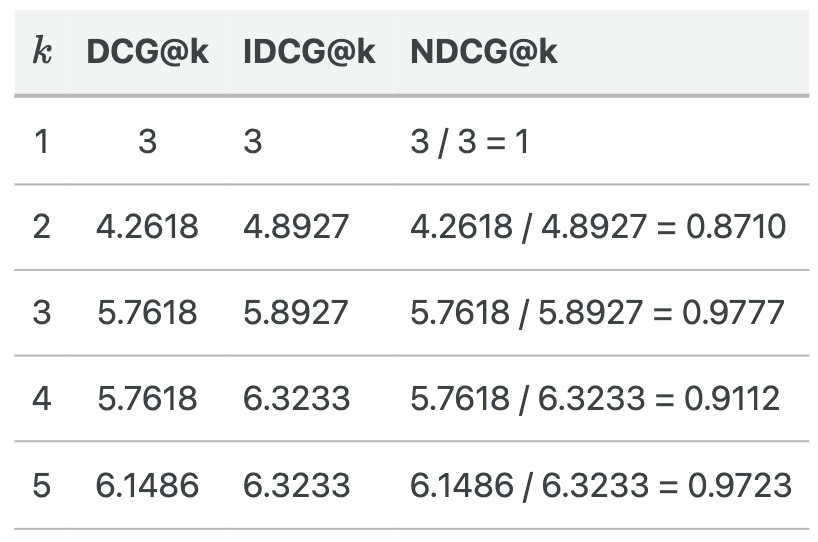 k DCG@k IDCG@k NDCG@k
1 3 3 3 / 3 = 1
2 4.2618 4.8927 4.2618 / 4.8927 = 0.8710
3 5.7618 5.8927 5.7618 / 5.8927 = 0.9777
4 5.7618 6.3233 5.7618 / 6.3233 = 0.9112
5 6.1486 6.3233 6.1486 / 6.3233 = 0.9723